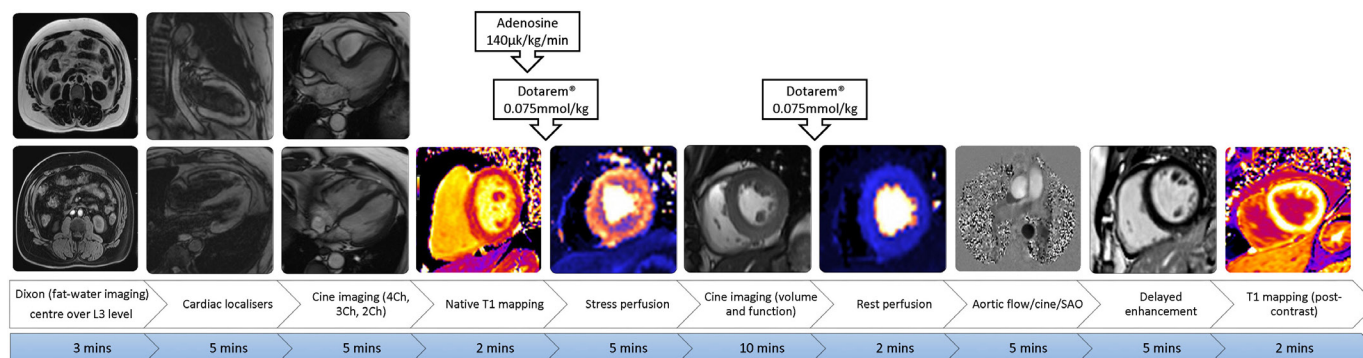 Adenosine
140µk/kg/min
Dotarem®
0.075mmol/kg
Dotarem®
0.075mmol/kg
Dixon (fat-water imaging)
centre over L3 level
Cardiac localisers
Cine imaging (4Ch,
3Ch, 2Ch)
Native T1 mapping
Stress perfusion
Cine imaging (volume
and function)
Rest perfusion
Aortic flow/cine/SAO
Delayed
enhancement
T1 mapping (post-
contrast)
3 mins
5 mins
5 mins
2 mins
5 mins
10 mins
2 mins
5 mins
5 mins
2 mins